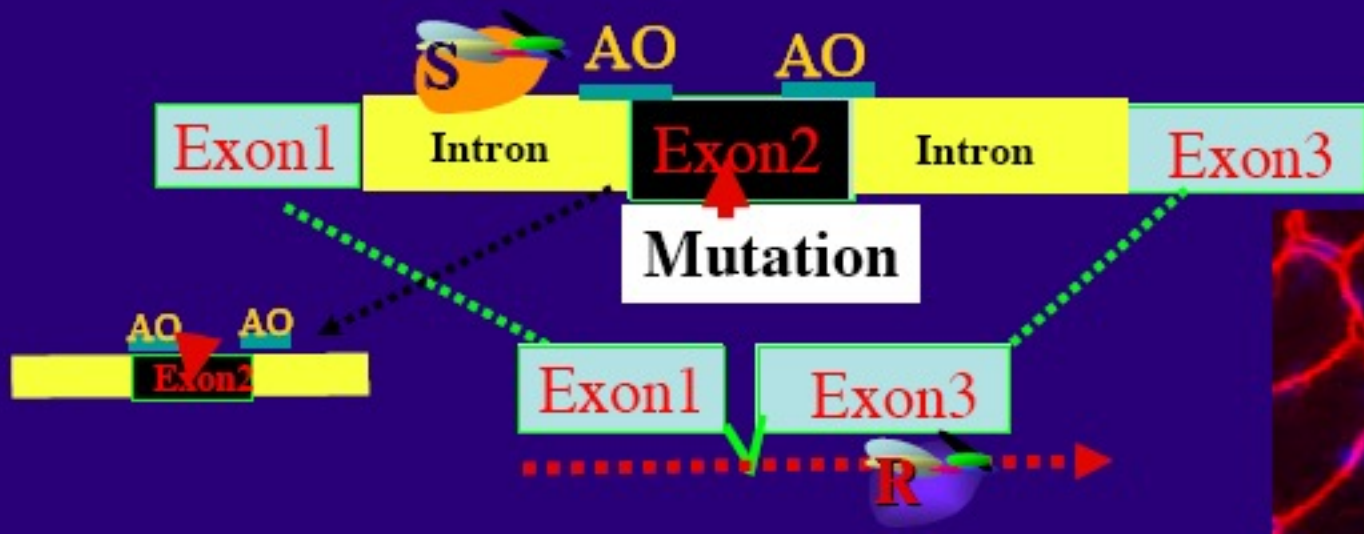 S
AO
AO
Exon1
Intron
Exon2
Intron
Exon3
Mutation
AO
AO
Exon2
Exon1
Exon3
R